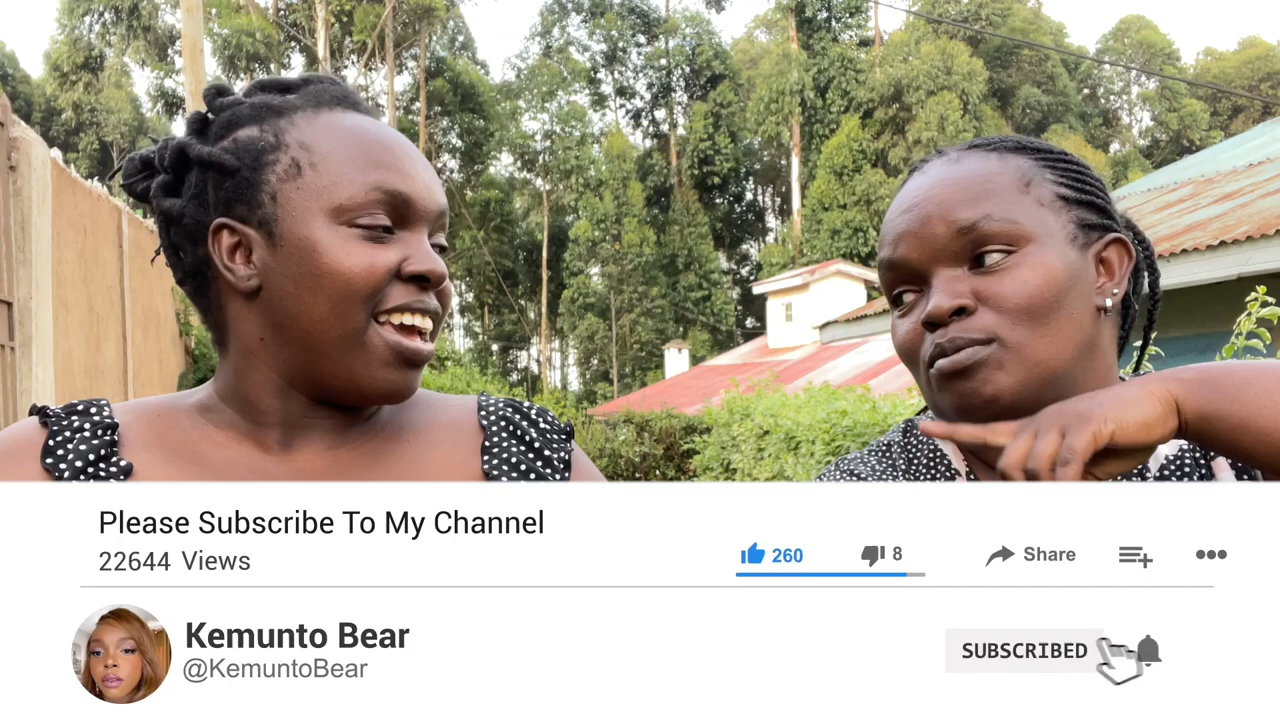 Please Subscribe To My Channel
22644 Views
260
8
Share
Kemunto Bear
@KemuntoBear
SUBSCRIBED